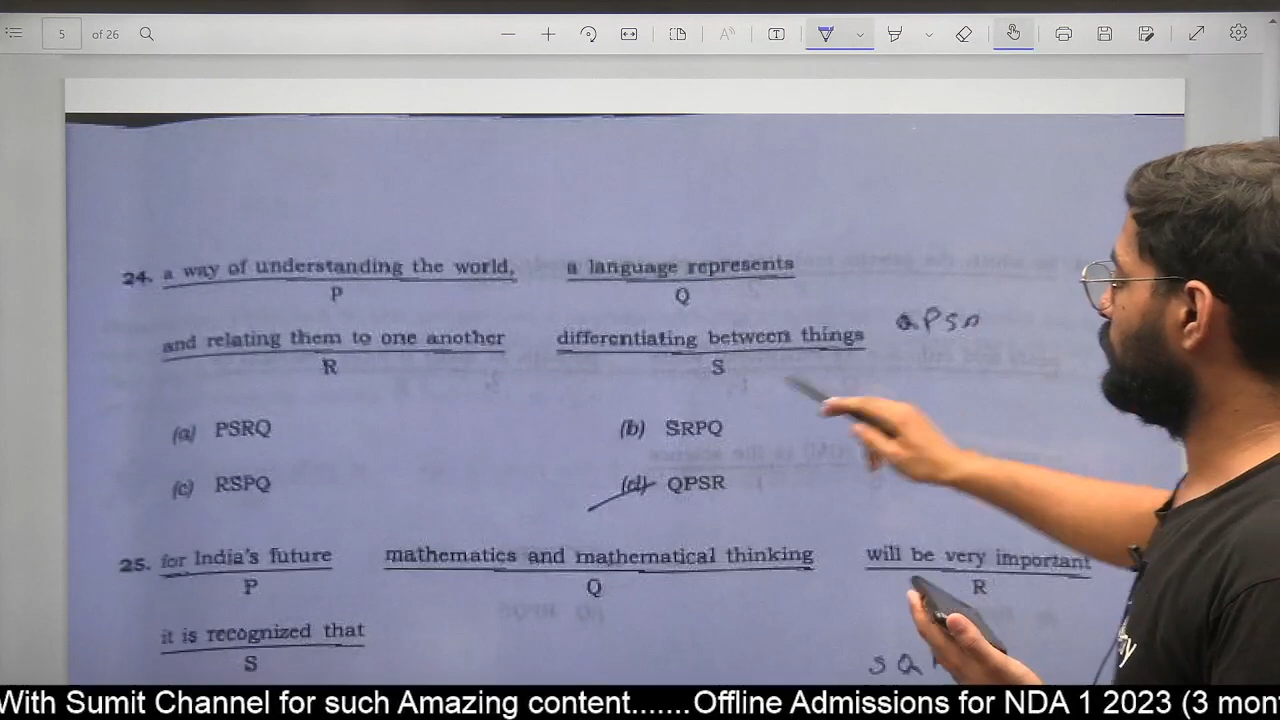 5 of 26
24. a way of understanding the world, a language represents
P Q
and relating them to one another differentiating between things QPSR
R S
(a) PSRQ (b) SRPQ
(c) RSPQ (d) QPSR
25. for India's future mathematics and mathematical thinking will be very important
P Q R
it is recognized that
S
S Q
With Sumit Channel for such Amazing content....... Offline Admissions for NDA 1 2023 (3 mon